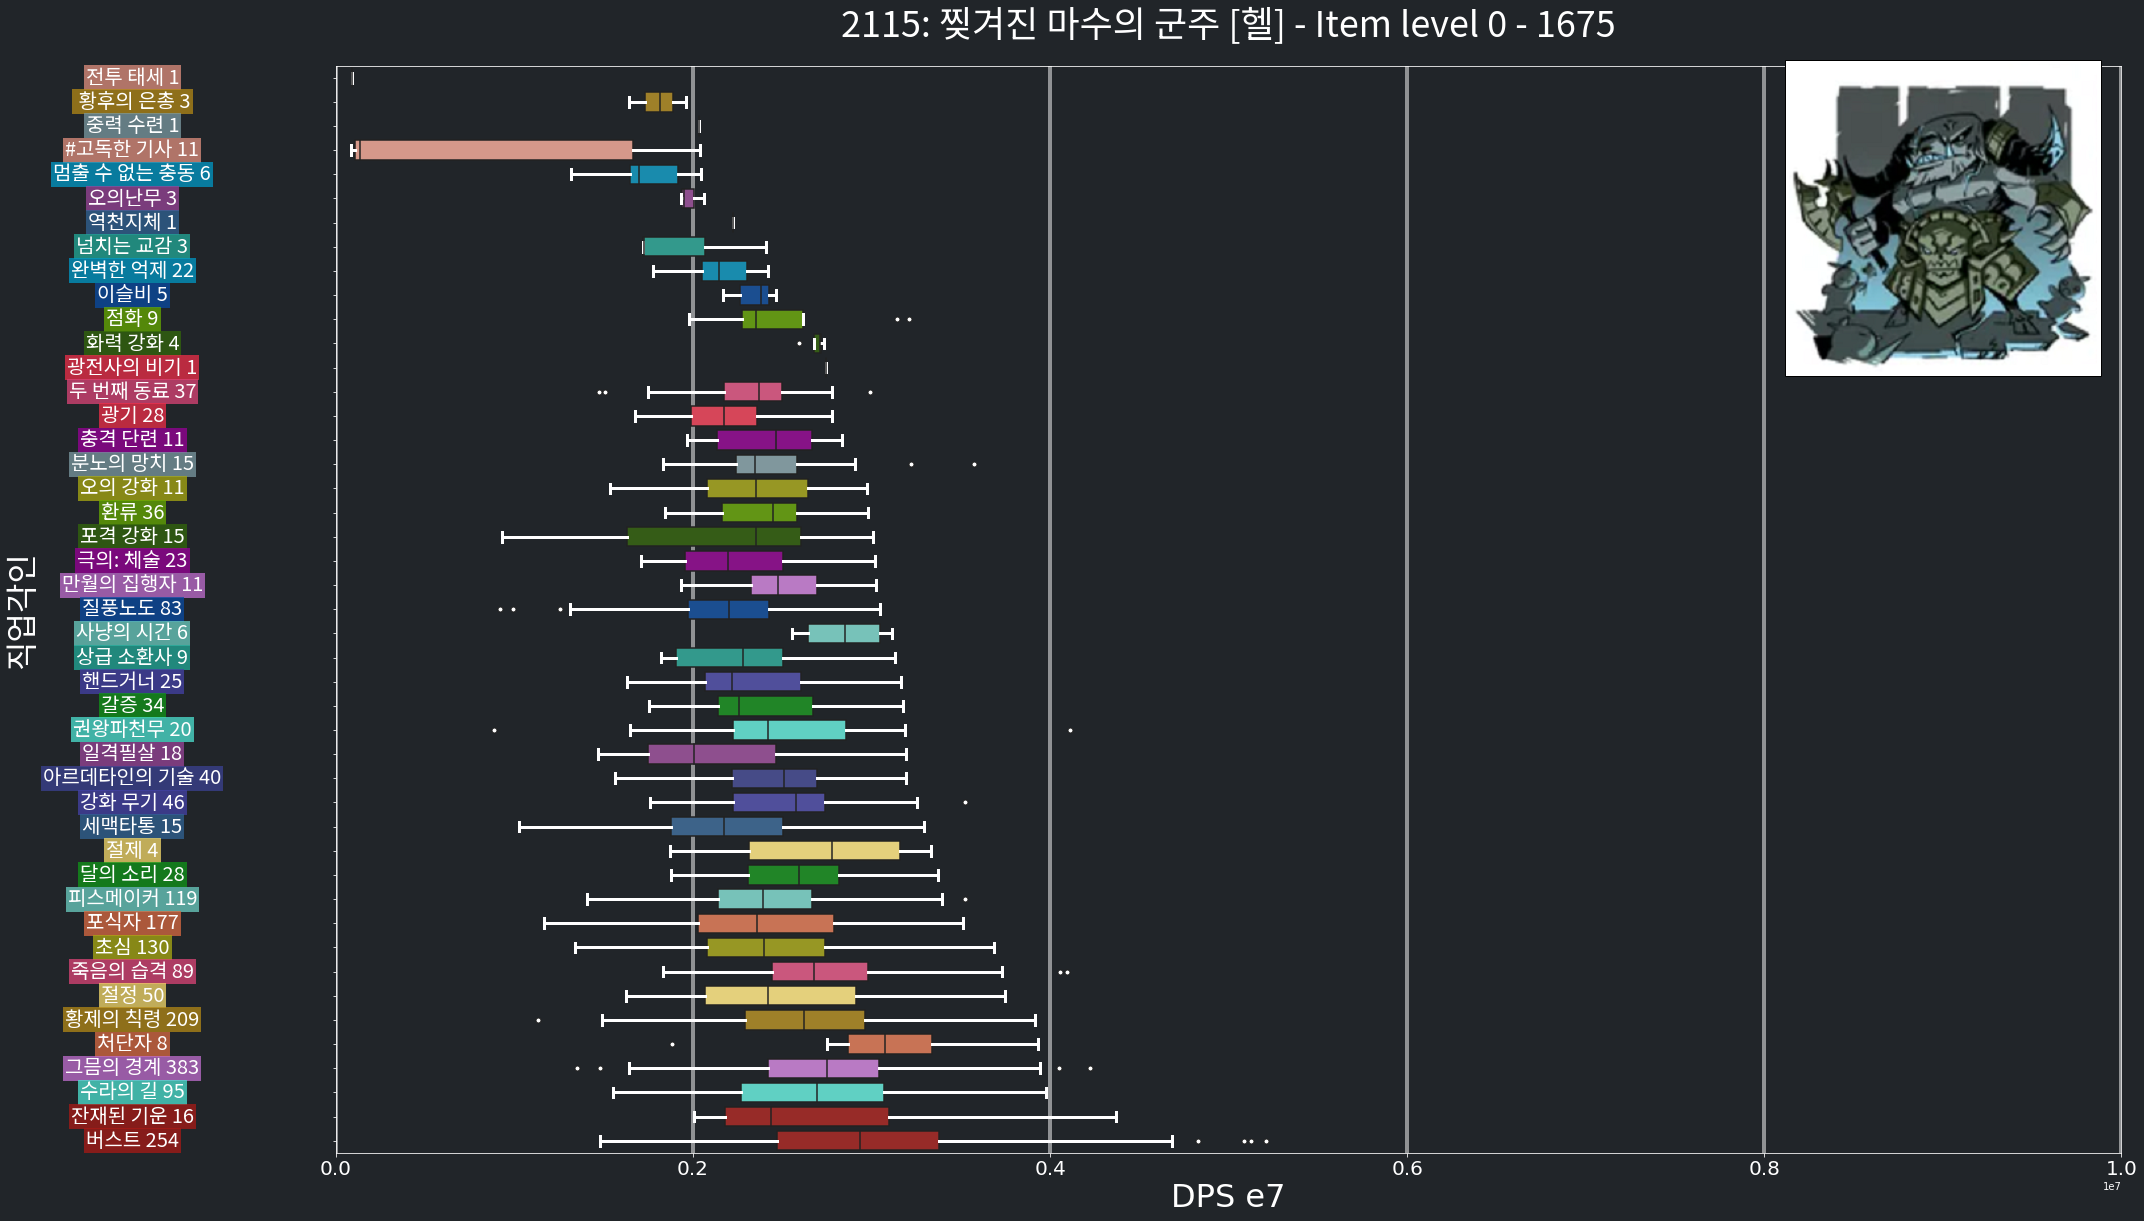 2115: 찢겨진 마수의 군주 [헬] - Item level 0 - 1675
전투 태세 1
황후의 은총 3
중력 수련 1
#고독한 기사 11
멈출 수 없는 충동 6
오의난무 3
역천지체 1
넘치는 교감 3
완벽한 억제 22
이슬비 5
점화 9
화력 강화 4
광전사의 비기 1
두 번째 동료 37
광기 28
충격 단련 11
분노의 망치 15
오의 강화 11
환류 36
포격 강화 15
극의: 체술 23
만월의 집행자 11
질풍노도 83
사냥의 시간 6
상급 소환사 9
핸드거너 25
갈증 34
권왕파천무 20
일격필살 18
아르데타인의 기술 40
강화 무기 46
세맥타통 15
절제 4
달의 소리 28
피스메이커 119
포식자 177
초심 130
죽음의 습격 89
절정 50
황제의 칙령 209
처단자 8
그믐의 경계 383
수라의 길 95
잔재된 기운 16
버스트 254
직업각인
0.0 0.2 0.4 0.6 0.8 1.0
1e7
DPS e7